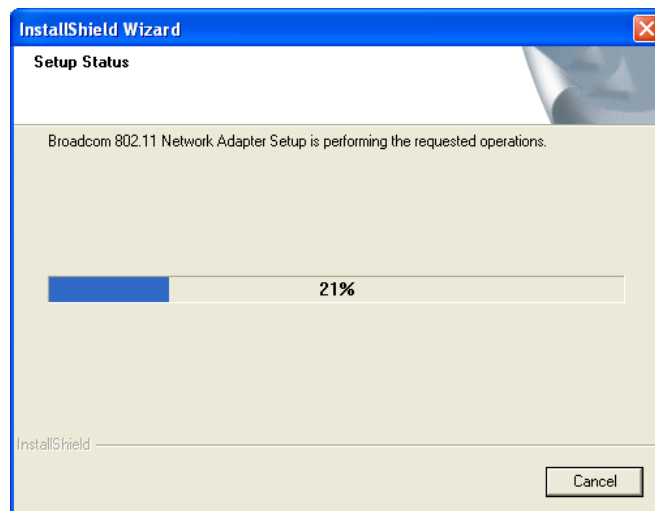 InstallShield Wizard
Setup Status
Broadcom 802.11 Network Adapter Setup is performing the requested operations.
21%
InstallShield
Cancel